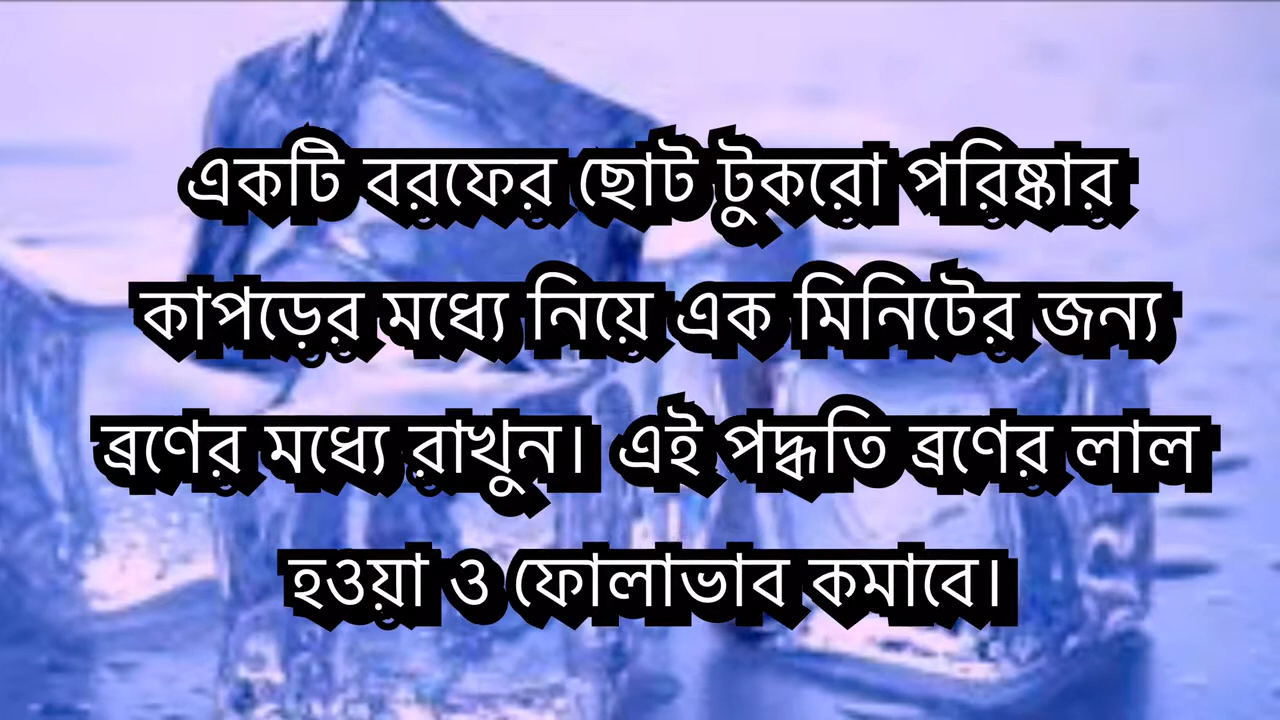 একটি বরফের ছোট টুকরো পরিষ্কার
কাপড়ের মধ্যে নিয়ে এক মিনিটের জন্য
ব্রণের মধ্যে রাখুন। এই পদ্ধতি ব্রণের লাল
হওয়া ও ফোলাভাব কমাবে।